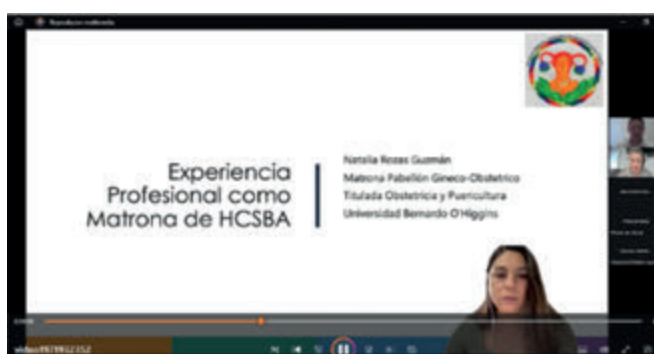 Reproductor multimedia
Experiencia
Profesional como
Matrona de HCSBA
Natalia Rozas Guzmán
Matrona Pabellón Gineco-Obstetrico
Titulada Obstetricia y Puericultura
Universidad Bernardo O'Higgins